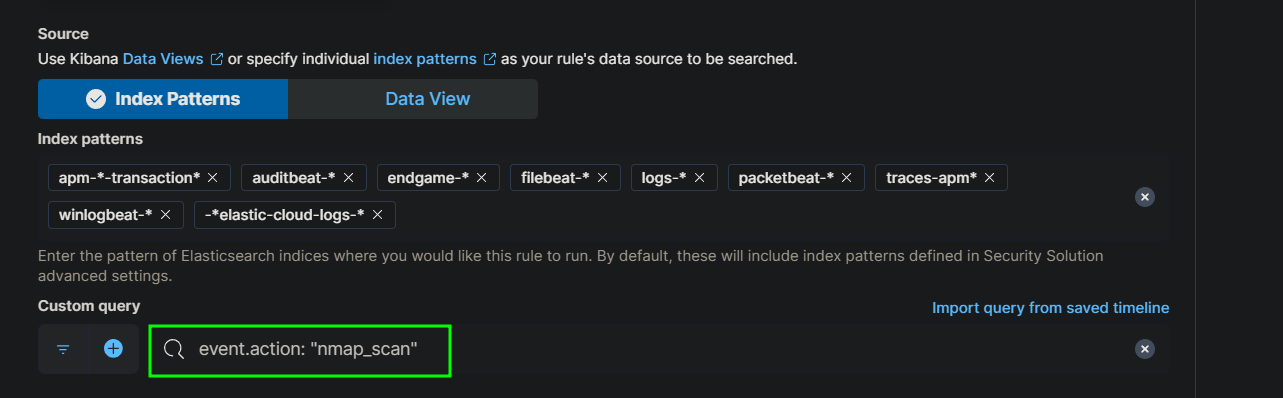 Source
Use Kibana Data Views or specify individual index patterns as your rule's data source to be searched.
Index Patterns Data View
Index patterns
apm-*-transaction* auditbeat-* endgame-* filebeat-* logs-* packetbeat-* traces-apm*
winlogbeat-* -*elastic-cloud-logs-*
Enter the pattern of Elasticsearch indices where you would like this rule to run. By default, these will include index patterns defined in Security Solution
advanced settings.
Custom query Import query from saved timeline
event.action: "nmap_scan"